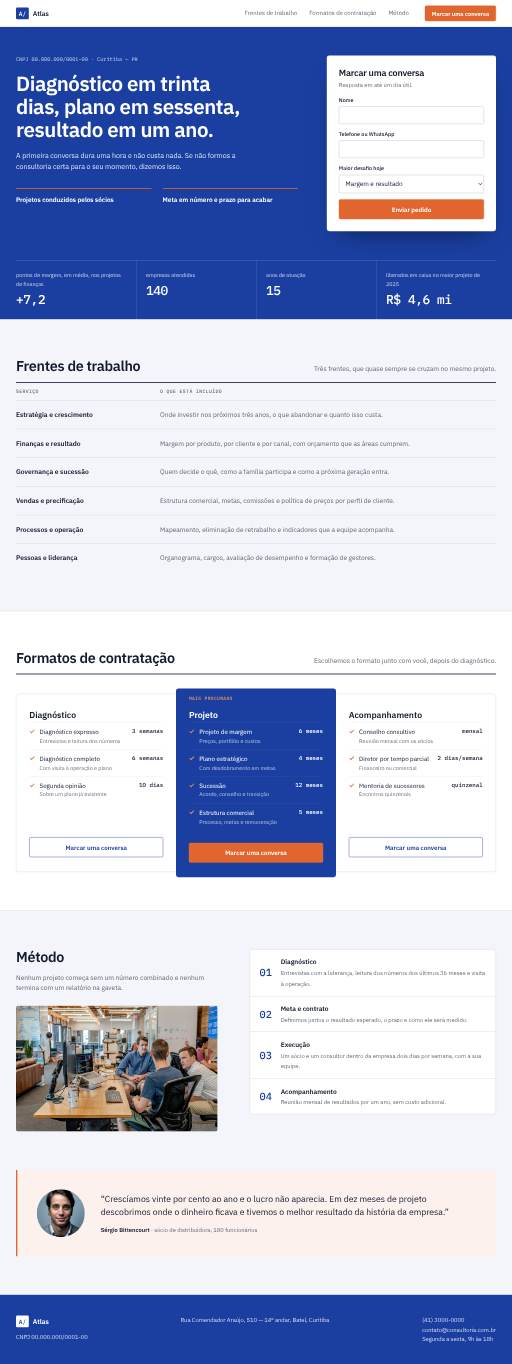 A/ Atlas
Frentes de trabalho
Formatos de contratação
Método
Marcar uma conversa
CNPJ 00.000.000/0001-00 · Curitiba — PR
Diagnóstico em trinta
dias, plano em sessenta,
resultado em um ano.
A primeira conversa dura uma hora e não custa nada. Se não formos a
consultoria certa para o seu momento, dizemos isso.
Projetos conduzidos pelos sócios
Meta em número e prazo para acabar
Marcar uma conversa
Resposta em até um dia útil.
Nome
Telefone ou WhatsApp
Maior desafio hoje
Margem e resultado
Enviar pedido
pontos de margem, em média, nos projetos
de finanças
+7,2
empresas atendidas
140
anos de atuação
15
liberados em caixa no maior projeto de
2025
R$ 4,6 mi
Frentes de trabalho
Três frentes, que quase sempre se cruzam no mesmo projeto.
SERVIÇO
O QUE ESTÁ INCLUÍDO
Estratégia e crescimento
Onde investir nos próximos três anos, o que abandonar e quanto isso custa.
Finanças e resultado
Margem por produto, por cliente e por canal, com orçamento que as áreas cumprem.
Governança e sucessão
Quem decide o quê, como a família participa e como a próxima geração entra.
Vendas e precificação
Estrutura comercial, metas, comissões e política de preços por perfil de cliente.
Processos e operação
Mapeamento, eliminação de retrabalho e indicadores que a equipe acompanha.
Pessoas e liderança
Organograma, cargos, avaliação de desempenho e formação de gestores.
Formatos de contratação
Escolhemos o formato junto com você, depois do diagnóstico.
Diagnóstico
Diagnóstico expresso
3 semanas
Entrevistas e leitura dos números
Diagnóstico completo
6 semanas
Com visita à operação e plano
Segunda opinião
10 dias
Sobre um plano já existente
Marcar uma conversa
MAIS PROCURADO
Projeto
Projeto de margem
6 meses
Preços, portfólio e custos
Plano estratégico
4 meses
Com desdobramento em metas
Sucessão
12 meses
Acordo, conselho e transição
Estrutura comercial
5 meses
Processo, metas e remuneração
Marcar uma conversa
Acompanhamento
Conselho consultivo
mensal
Reunião mensal com os sócios
Diretor por tempo parcial
2 dias/semana
Financeiro ou comercial
Mentoria de sucessores
quinzenal
Encontros quinzenais
Marcar uma conversa
Método
Nenhum projeto começa sem um número combinado e nenhum
termina com um relatório na gaveta.
01
Diagnóstico
Entrevistas com a liderança, leitura dos números dos últimos 36 meses e visita
à operação.
02
Meta e contrato
Definimos juntos o resultado esperado, o prazo e como ele será medido.
03
Execução
Um sócio e um consultor dentro da empresa dois dias por semana, com a sua
equipe.
04
Acompanhamento
Reunião mensal de resultados por um ano, sem custo adicional.
“Crescíamos vinte por cento ao ano e o lucro não aparecia. Em dez meses de projeto
descobrimos onde o dinheiro ficava e tivemos o melhor resultado da história da empresa.”
Sérgio Bittencourt · sócio de distribuidora, 180 funcionários
A/ Atlas
CNPJ 00.000.000/0001-00
Rua Comendador Araújo, 510 — 14º andar, Batel, Curitiba
(41) 3000-0000
contato@consultoria.com.br
Segunda a sexta, 9h às 18h